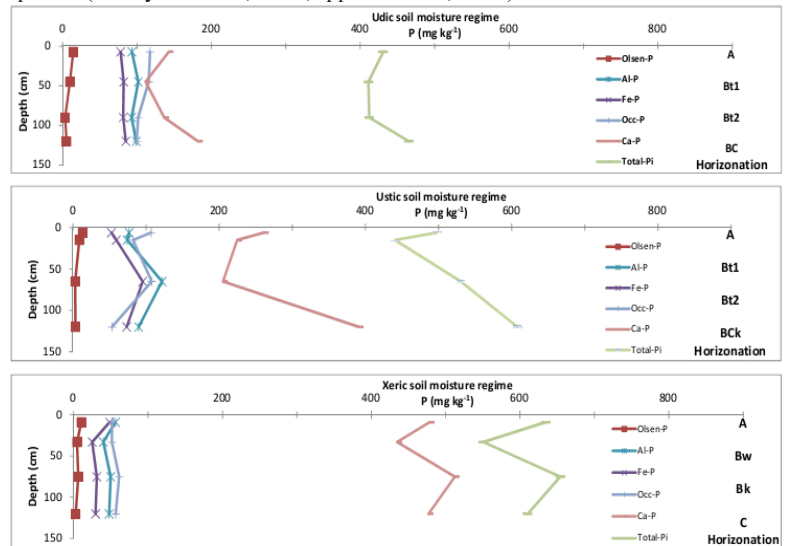 Udic soil moisture regime
P (mg kg-1)
0 200 400 600 800
Depth (cm)
0
50
100
150
Olsen-P
Al-P
Fe-P
Occ-P
Ca-P
Total-Pi
A
Bt1
Bt2
BC
Horizonation
Ustic soil moisture regime
P (mg kg-1)
0 200 400 600 800
Depth (cm)
0
50
100
150
Olsen-P
Al-P
Fe-P
Occ-P
Ca-P
Total-Pi
A
Bt1
Bt2
BCk
Horizonation
Xeric soil moisture regime
P (mg kg-1)
0 200 400 600 800
Depth (cm)
0
50
100
150
Olsen-P
Al-P
Fe-P
Occ-P
Ca-P
Total-Pi
A
Bw
Bk
C
Horizonation